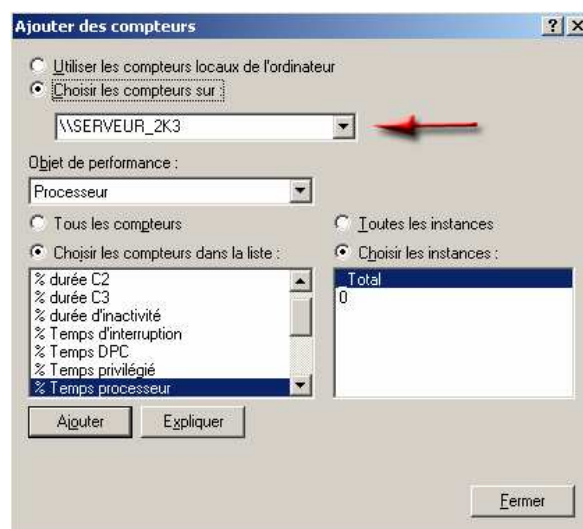 Ajouter des compteurs
Utiliser les compteurs locaux de l'ordinateur
Choisir les compteurs sur :
\\SERVEUR_2K3
Objet de performance :
Processeur
Tous les compteurs
Toutes les instances
Choisir les compteurs dans la liste :
Choisir les instances :
% durée C2
% durée C3
% durée d'inactivité
% Temps d'interruption
% Temps DPC
% Temps privilégié
% Temps processeur
_Total
0
Ajouter
Expliquer
Fermer